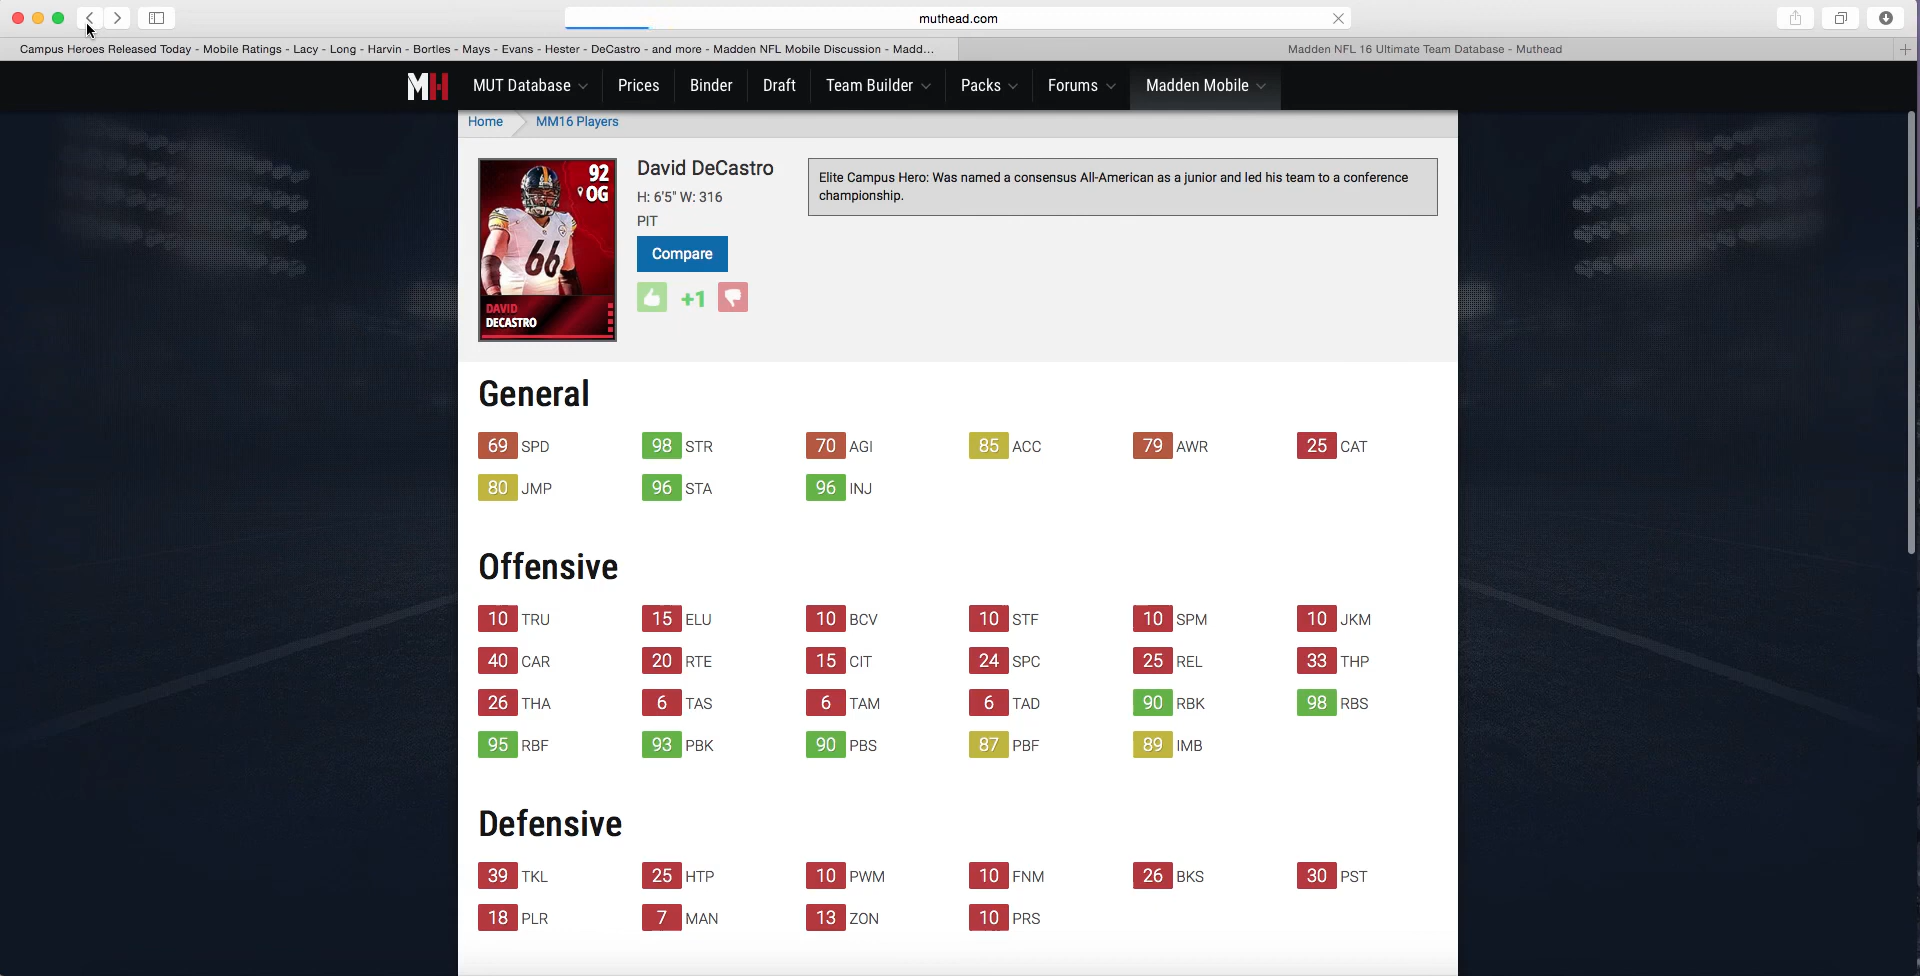 muthead.com
Campus Heroes Released Today - Mobile Ratings - Lacy - Long - Harvin - Bortles - Mays - Evans - Hester - DeCastro - and more - Madden NFL Mobile Discussion - Madd...
Madden NFL 16 Ultimate Team Database - Muthead
MH
MUT Database
Prices
Binder
Draft
Team Builder
Packs
Forums
Madden Mobile
Home
MM16 Players
92
OG
66
DAVID
DECASTRO
David DeCastro
H: 6'5" W: 316
PIT
Compare
+1
Elite Campus Hero: Was named a consensus All-American as a junior and led his team to a conference
championship.
General
69 SPD 98 STR 70 AGI 85 ACC 79 AWR 25 CAT
80 JMP 96 STA 96 INJ
Offensive
10 TRU 15 ELU 10 BCV 10 STF 10 SPM 10 JKM
40 CAR 20 RTE 15 CIT 24 SPC 25 REL 33 THP
26 THA 6 TAS 6 TAM 6 TAD 90 RBK 98 RBS
95 RBF 93 PBK 90 PBS 87 PBF 89 IMB
Defensive
39 TKL 25 HTP 10 PWM 10 FNM 26 BKS 30 PST
18 PLR 7 MAN 13 ZON 10 PRS